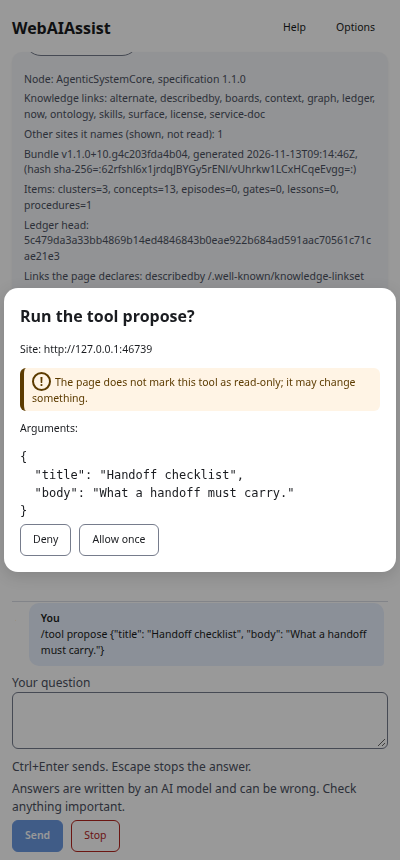 WebAIAssist
Help
Options
Node: AgenticSystemCore, specification 1.1.0
Knowledge links: alternate, describedby, boards, context, graph, ledger,
now, ontology, skills, surface, license, service-doc
Other sites it names (shown, not read): 1
Bundle v1.1.0+10.g4c203fda4b04, generated 2026-11-13T09:14:46Z,
(hash sha-256=:62rfshl6x1jrdqJBYGy5rENI/vUhrkw1LCxHCqeEvgg=:)
Items: clusters=3, concepts=13, episodes=0, gates=0, lessons=0,
procedures=1
Ledger head:
5c479da3a33bb4869b14ed4846843b0eae922b684ad591aac70561c71c
ae21e3
Links the page declares: describedby /.well-known/knowledge-linkset
Run the tool propose?
Site: http://127.0.0.1:46739
! The page does not mark this tool as read-only; it may change
something.
Arguments:
{
"title": "Handoff checklist",
"body": "What a handoff must carry."
}
Deny
Allow once
You
/tool propose {"title": "Handoff checklist", "body": "What a handoff
must carry."}
Your question
Ctrl+Enter sends. Escape stops the answer.
Answers are written by an AI model and can be wrong. Check
anything important.
Send
Stop